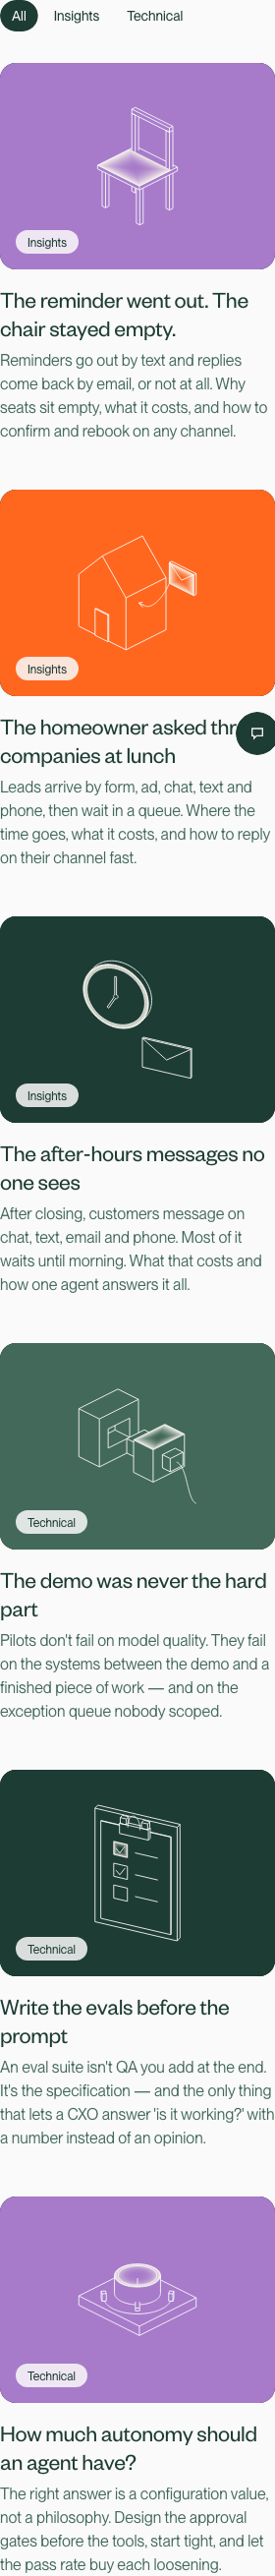 All Insights Technical
Insights
The reminder went out. The
chair stayed empty.
Reminders go out by text and replies
come back by email, or not at all. Why
seats sit empty, what it costs, and how to
confirm and rebook on any channel.
Insights
The homeowner asked thr
companies at lunch
Leads arrive by form, ad, chat, text and
phone, then wait in a queue. Where the
time goes, what it costs, and how to reply
on their channel fast.
Insights
The after-hours messages no
one sees
After closing, customers message on
chat, text, email and phone. Most of it
waits until morning. What that costs and
how one agent answers it all.
Technical
The demo was never the hard
part
Pilots don't fail on model quality. They fail
on the systems between the demo and a
finished piece of work — and on the
exception queue nobody scoped.
Technical
Write the evals before the
prompt
An eval suite isn't QA you add at the end.
It's the specification — and the only thing
that lets a CXO answer 'is it working?' with
a number instead of an opinion.
Technical
How much autonomy should
an agent have?
The right answer is a configuration value,
not a philosophy. Design the approval
gates before the tools, start tight, and let
the pass rate buy each loosening.